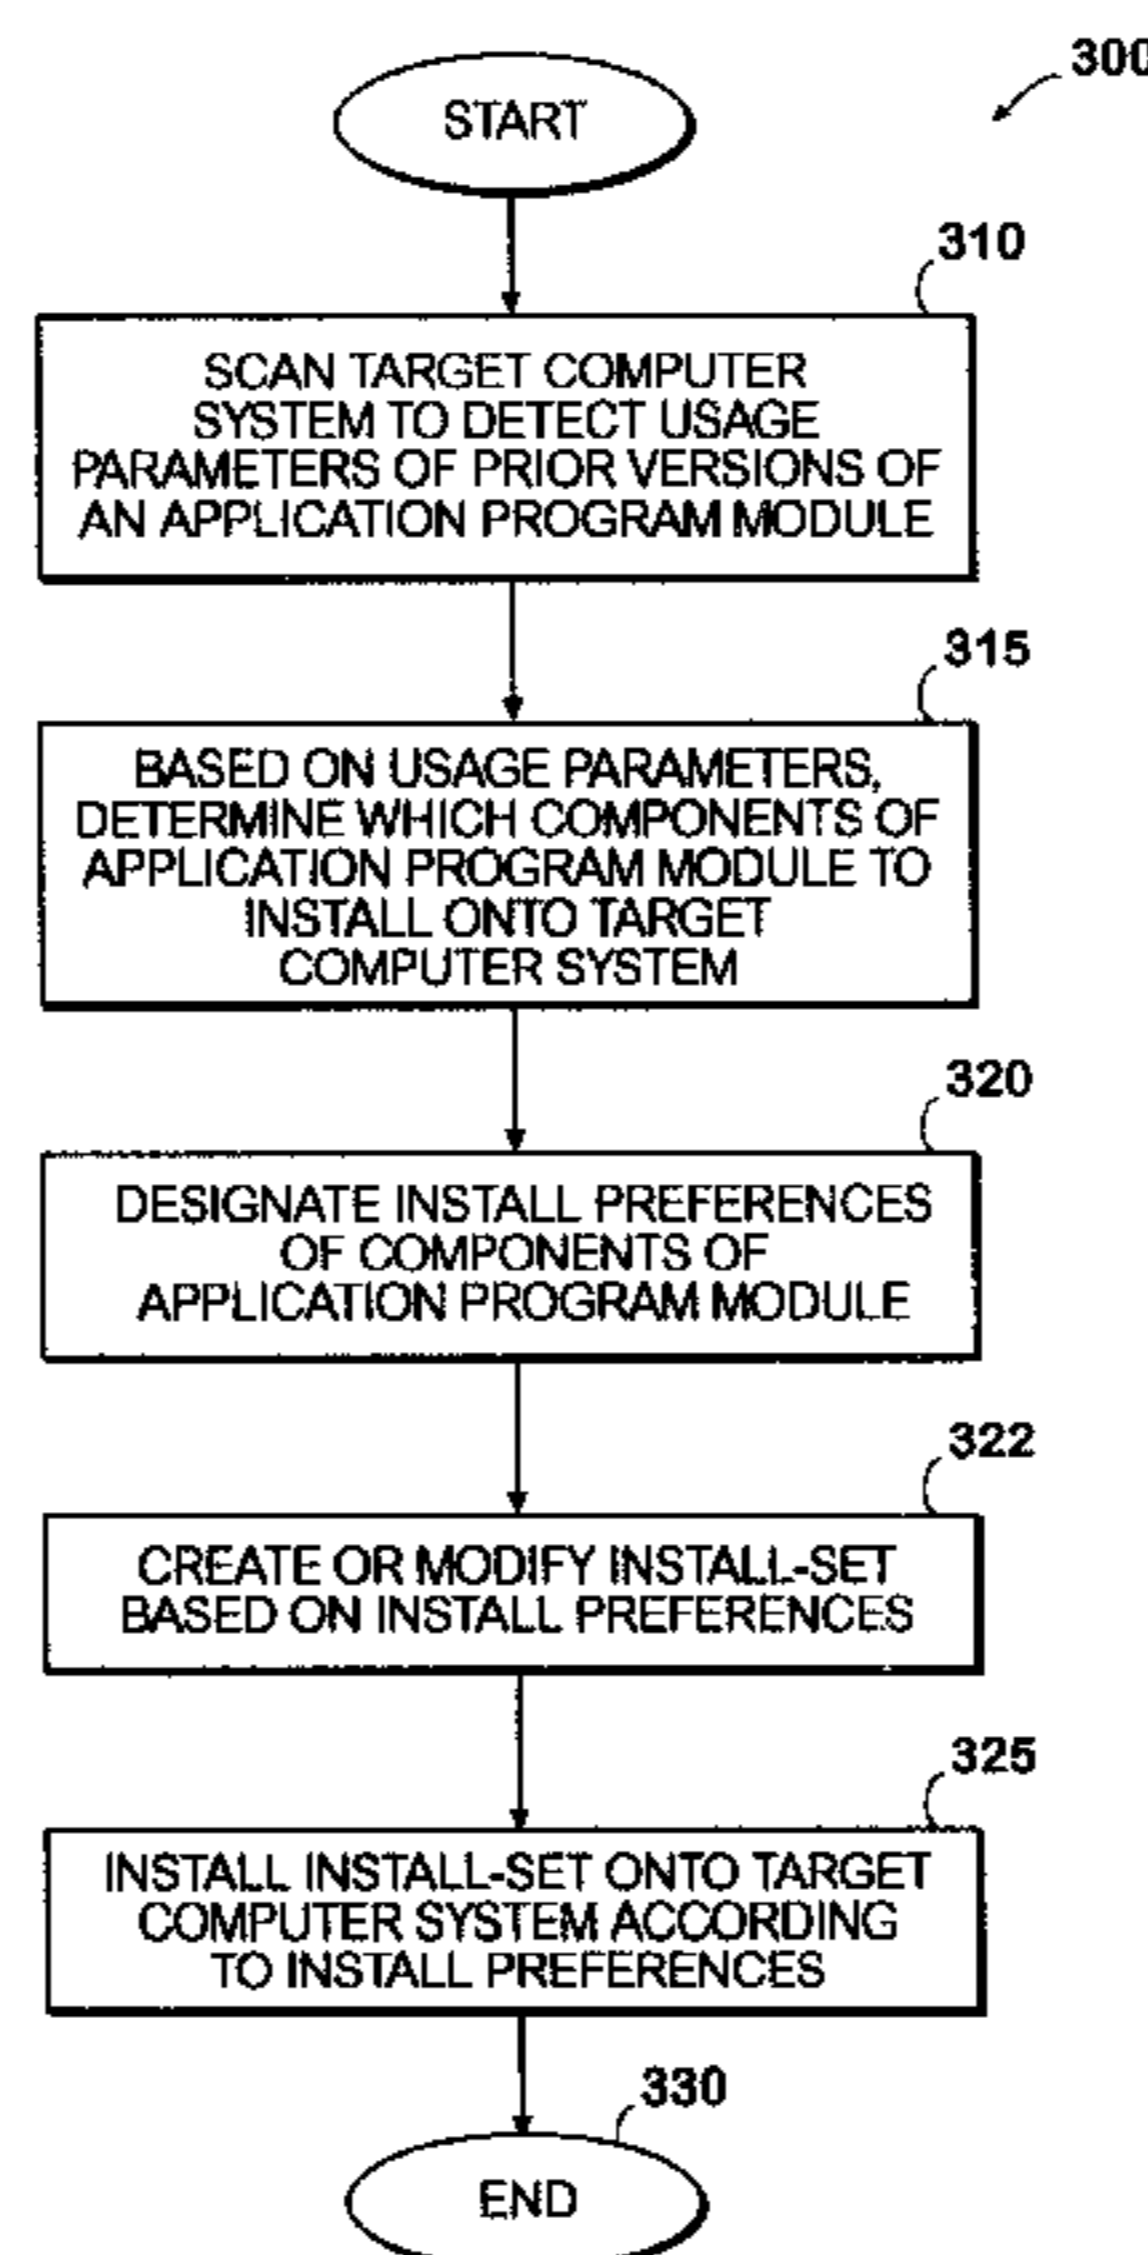 300
START
310
SCAN TARGET COMPUTER
SYSTEM TO DETECT USAGE
PARAMETERS OF PRIOR VERSIONS OF
AN APPLICATION PROGRAM MODULE
315
BASED ON USAGE PARAMETERS,
DETERMINE WHICH COMPONENTS OF
APPLICATION PROGRAM MODULE TO
INSTALL ONTO TARGET
COMPUTER SYSTEM
320
DESIGNATE INSTALL PREFERENCES
OF COMPONENTS OF
APPLICATION PROGRAM MODULE
322
CREATE OR MODIFY INSTALL-SET
BASED ON INSTALL PREFERENCES
325
INSTALL INSTALL-SET ONTO TARGET
COMPUTER SYSTEM ACCORDING
TO INSTALL PREFERENCES
330
END